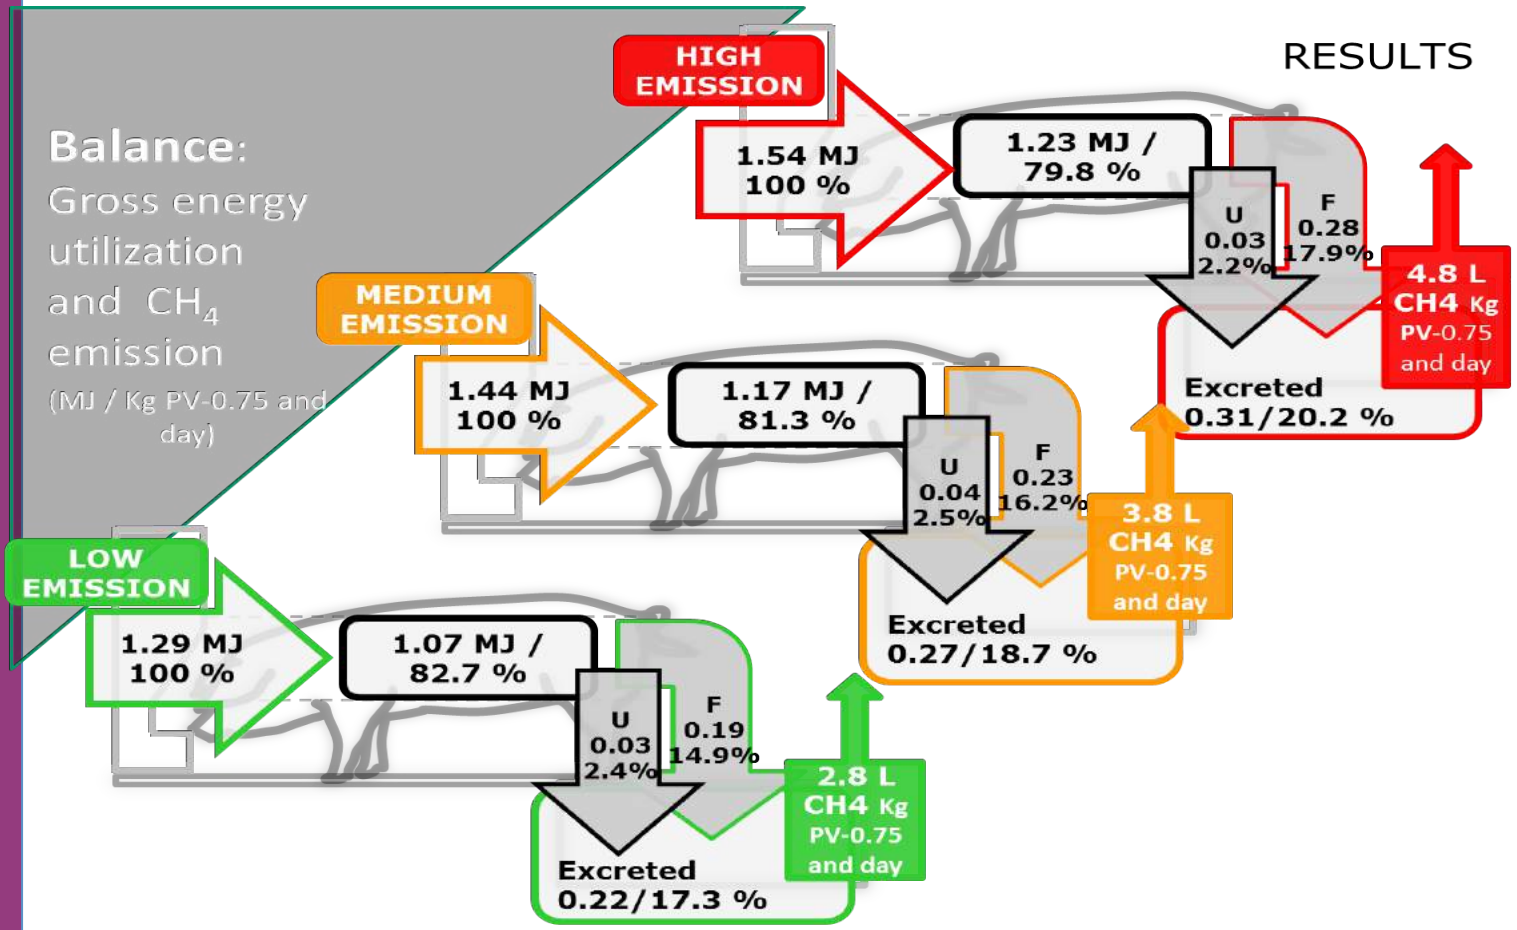 RESULTS
Balance:
Gross energy
utilization
and CH4
emission
(MJ / Kg PV-0.75 and
day)
HIGH
EMISSION
1.54 MJ
100 %
1.23 MJ /
79.8 %
U
0.03
2.2%
F
0.28
17.9%
4.8 L
CH4 Kg
PV-0.75
and day
Excreted
0.31/20.2 %
MEDIUM
EMISSION
1.44 MJ
100 %
1.17 MJ /
81.3 %
U
0.04
2.5%
F
0.23
16.2%
3.8 L
CH4 Kg
PV-0.75
and day
Excreted
0.27/18.7 %
LOW
EMISSION
1.29 MJ
100 %
1.07 MJ /
82.7 %
U
0.03
2.4%
F
0.19
14.9%
2.8 L
CH4 Kg
PV-0.75
and day
Excreted
0.22/17.3 %